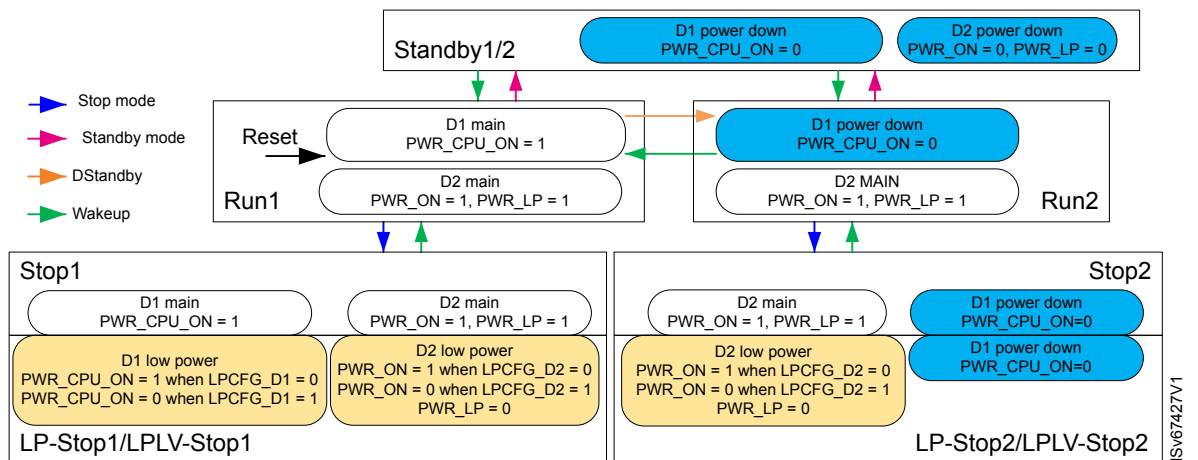 Standby1/2
D1 power down
PWR_CPU_ON = 0
D2 power down
PWR_ON = 0, PWR_LP = 0
Stop mode
Standby mode
DStandby
Wakeup
Reset
D1 main
PWR_CPU_ON = 1
D2 main
PWR_ON = 1, PWR_LP = 1
Run1
D1 power down
PWR_CPU_ON = 0
D2 MAIN
PWR_ON = 1, PWR_LP = 1
Run2
Stop1
D1 main
PWR_CPU_ON = 1
D2 main
PWR_ON = 1, PWR_LP = 1
D1 low power
PWR_CPU_ON = 1 when LPCFG_D1 = 0
PWR_CPU_ON = 0 when LPCFG_D1 = 1
D2 low power
PWR_ON = 1 when LPCFG_D2 = 0
PWR_ON = 0 when LPCFG_D2 = 1
PWR_LP = 0
LP-Stop1/LPLV-Stop1
Stop2
D2 main
PWR_ON = 1, PWR_LP = 1
D1 power down
PWR_CPU_ON=0
D2 low power
PWR_ON = 1 when LPCFG_D2 = 0
PWR_ON = 0 when LPCFG_D2 = 1
PWR_LP = 0
D1 power down
PWR_CPU_ON=0
LP-Stop2/LPLV-Stop2
ISv67427V1